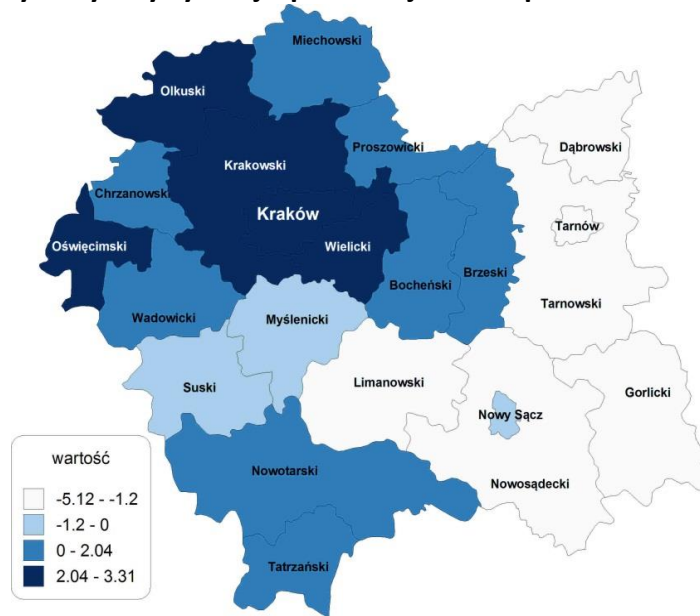 Miechowski
Olkuski
Proszowicki
Dąbrowski
Krakowski
Chrzanowski
Kraków
Tarnów
Oświęcimski
Wielicki
Bocheński
Brzeski
Tarnowski
Wadowicki
Myślenicki
Suski
Limanowski
Gorlicki
Nowy Sącz
Nowotarski
Nowosądecki
Tatrzański
wartość
-5.12 - -1.2
-1.2 - 0
0 - 2.04
2.04 - 3.31